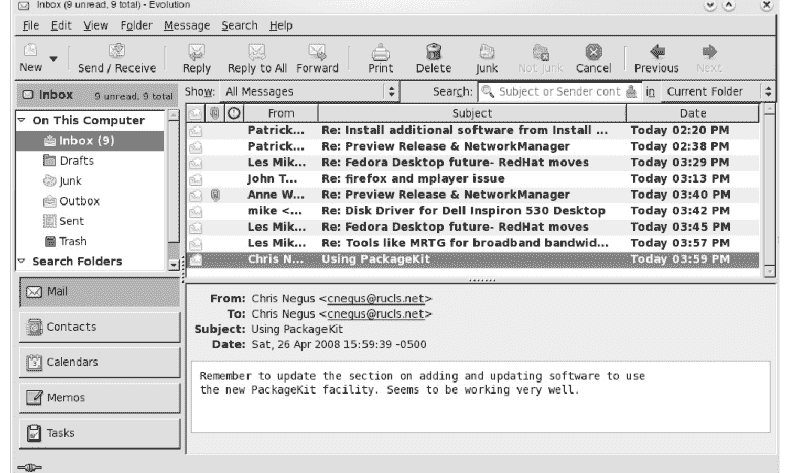 Inbox (9 unread, 9 total) - Evolution
File Edit View Folder Message Search Help
New Send / Receive Reply Reply to All Forward Print Delete Junk Not Junk Cancel Previous Next
Inbox 9 unread, 9 total Show: All Messages Search: Subject or Sender cont in Current Folder
From Subject Date
On This Computer
Inbox (9)
Drafts
Junk
Outbox
Sent
Trash
Search Folders
Patrick... Re: Install additional software from Install ... Today 02:20 PM
Patrick... Re: Preview Release & NetworkManager Today 02:38 PM
Les Mik... Re: Fedora Desktop future- RedHat moves Today 03:29 PM
John T... Re: firefox and mplayer issue Today 03:13 PM
Anne W... Re: Preview Release & NetworkManager Today 03:40 PM
mike <... Re: Disk Driver for Dell Inspiron 530 Desktop Today 03:42 PM
Les Mik... Re: Fedora Desktop future- RedHat moves Today 03:45 PM
Les Mik... Re: Tools like MRTG for broadband bandwid... Today 03:57 PM
Chris N... Using PackageKit Today 03:59 PM
Mail
Contacts
Calendars
Memos
Tasks
From: Chris Negus <cnegus@rucls.net>
To: Chris Negus <cnegus@rucls.net>
Subject: Using PackageKit
Date: Sat, 26 Apr 2008 15:59:39 -0500
Remember to update the section on adding and updating software to use
the new PackageKit facility. Seems to be working very well.